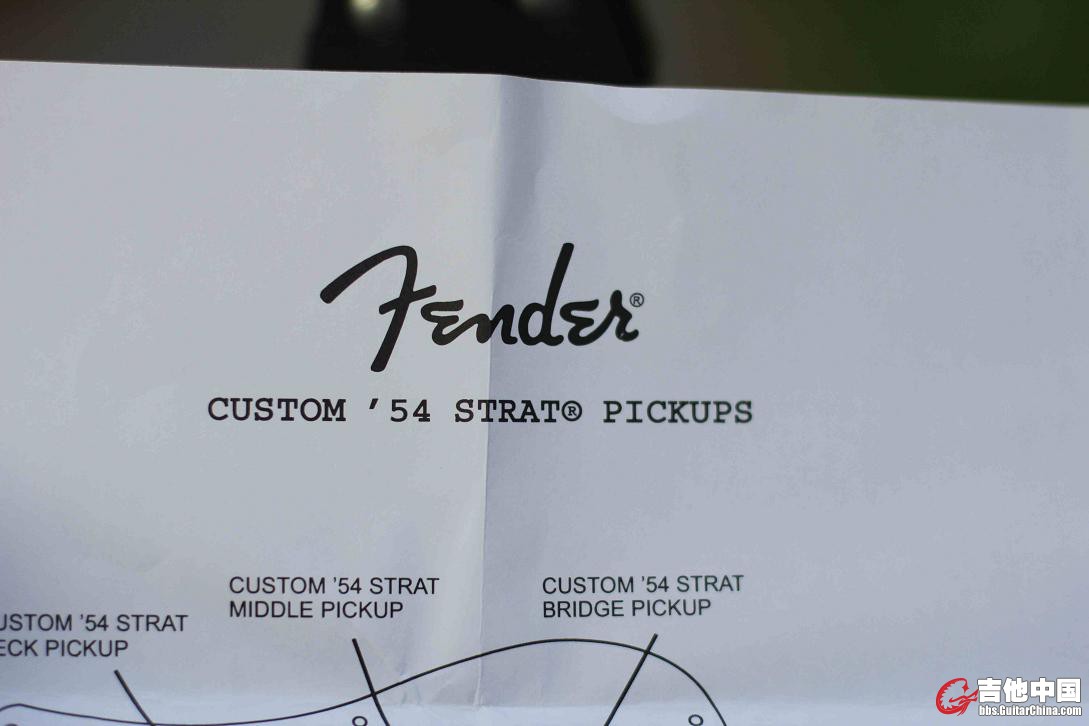 Fender®
CUSTOM ’54 STRAT® PICKUPS
CUSTOM ’54 STRAT
MIDDLE PICKUP
CUSTOM ’54 STRAT
BRIDGE PICKUP
USTOM ’54 STRAT
ECK PICKUP
吉他中国
bbs.GuitarChina.com